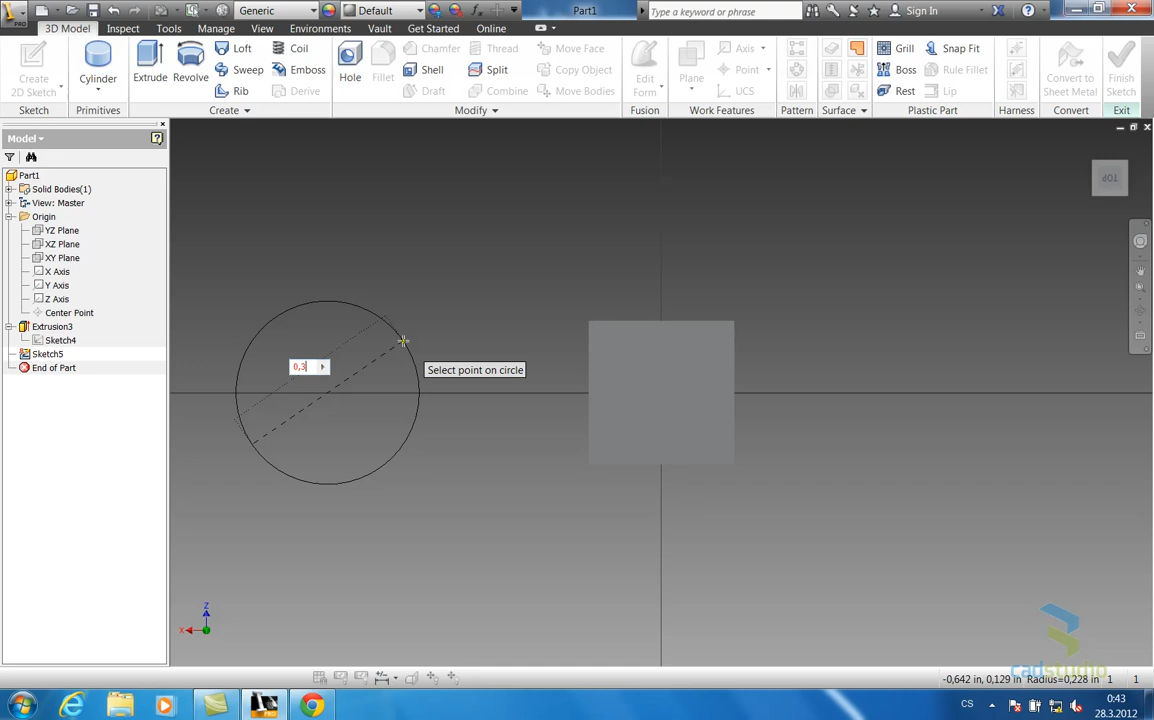 PRO
Generic
Default
Part1
Type a keyword or phrase
Sign In
3D Model
Inspect
Tools
Manage
View
Environments
Vault
Get Started
Online
Create
2D Sketch
Sketch
Cylinder
Primitives
Extrude
Revolve
Loft
Sweep
Rib
Coil
Emboss
Derive
Create
Hole
Fillet
Chamfer
Shell
Draft
Thread
Split
Combine
Move Face
Copy Object
Move Bodies
Modify
Edit
Form
Fusion
Plane
Axis
Point
UCS
Work Features
Pattern
Surface
Grill
Boss
Rest
Snap Fit
Rule Fillet
Lip
Plastic Part
Harness
Convert to
Sheet Metal
Convert
Finish
Sketch
Exit
Model
Part1
Solid Bodies(1)
View: Master
Origin
YZ Plane
XZ Plane
XY Plane
X Axis
Y Axis
Z Axis
Center Point
Extrusion3
Sketch4
Sketch5
End of Part
TOP
0,3
Select point on circle
Z
X
cadstudio
-0,642 in, 0,129 in Radius=0,228 in 1 1
PRO
CS
0:43
28.3.2012